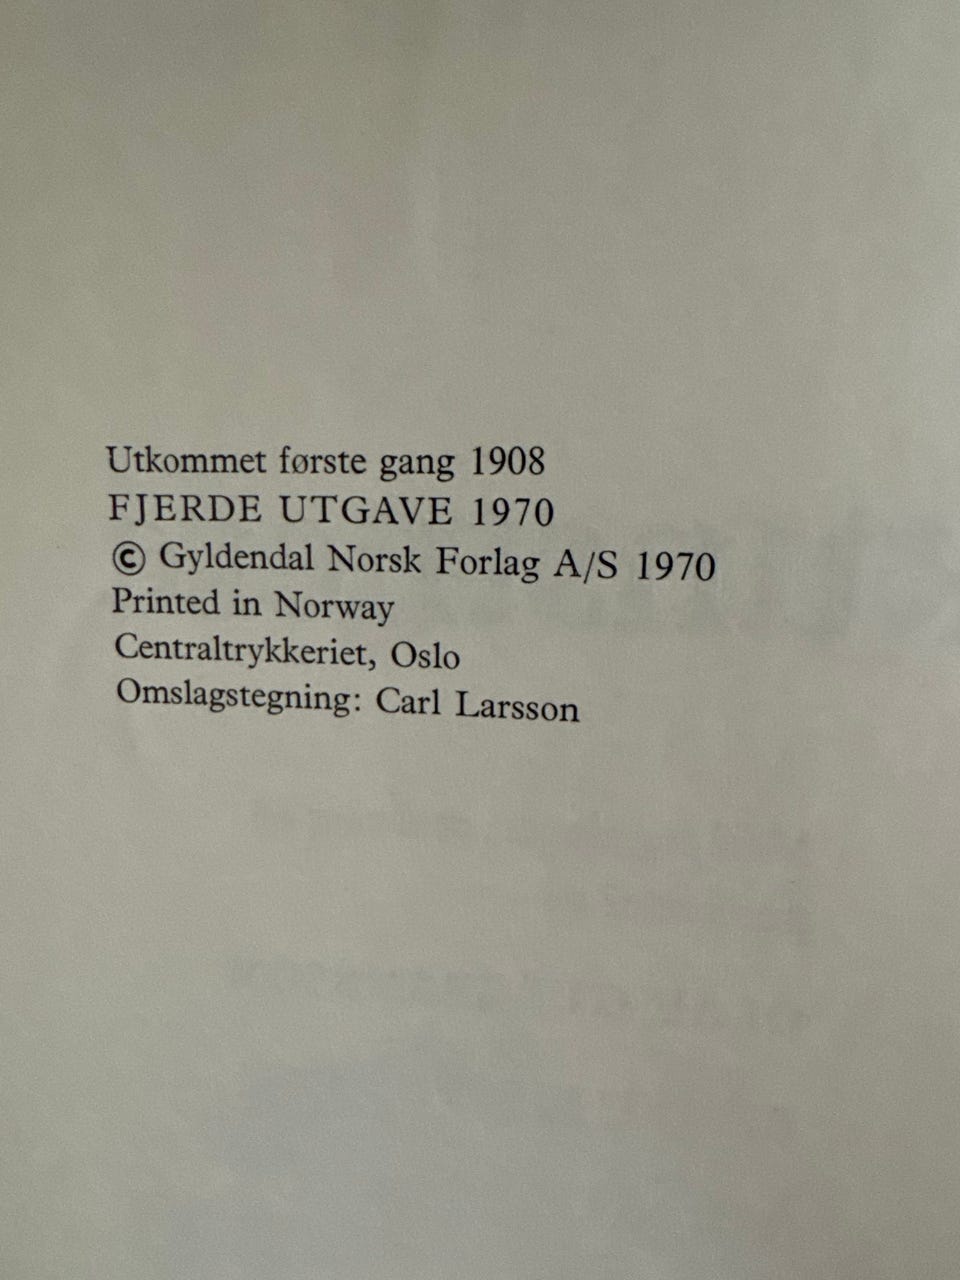 Utkommet første gang 1908
FJERDE UTGAVE 1970
© Gyldendal Norsk Forlag A/S 1970
Printed in Norway
Centraltrykkeriet, Oslo
Omslagstegning: Carl Larsson